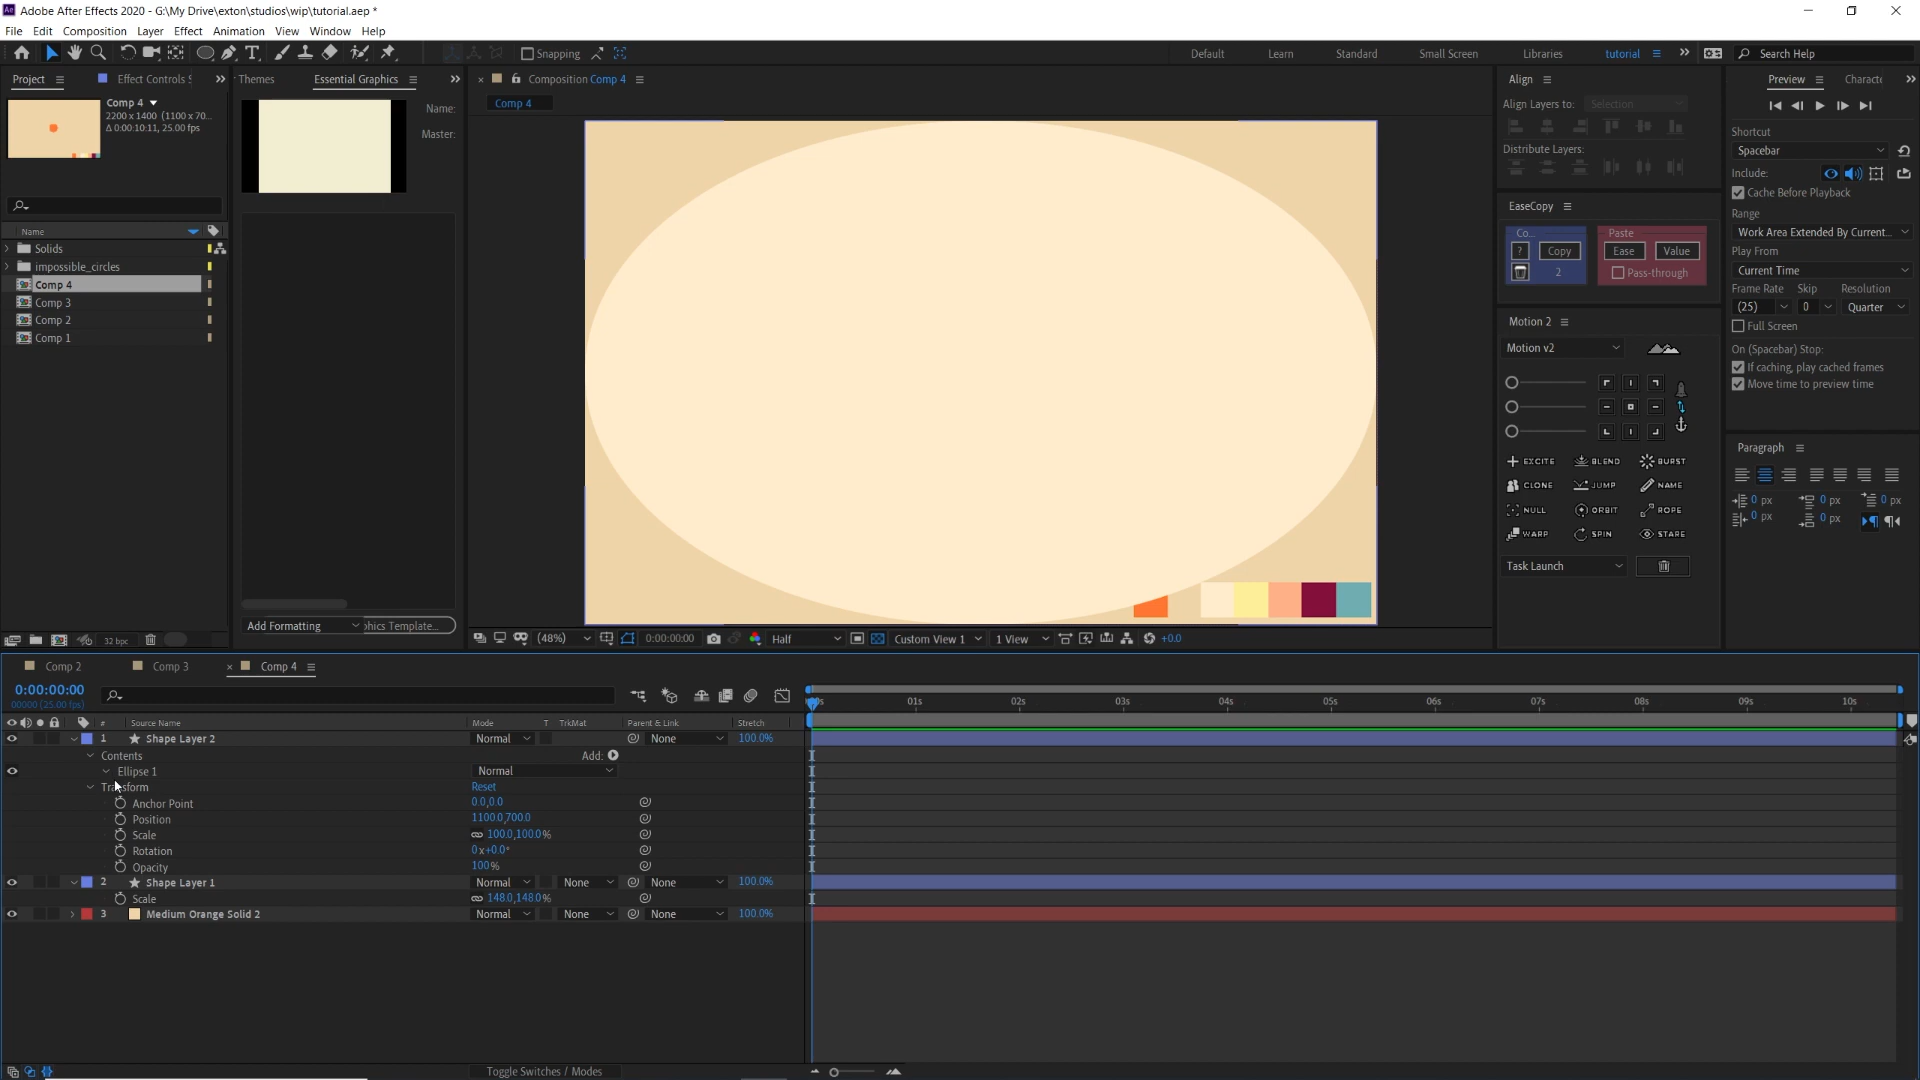 Adobe After Effects 2020 - G:\My Drive\exton\studios\wip\tutorial.aep *
File Edit Composition Layer Effect Animation View Window Help
Snapping
Default Learn Standard Small Screen Libraries tutorial Search Help
Project Effect Controls S
Themes Essential Graphics
Composition Comp 4
Align
Preview Characte
Comp 4
2200 x 1400 (1100 x 70...
Δ 0:00:10:11, 25.00 fps
Name:
Master:
Comp 4
Align Layers to: Selection
Distribute Layers:
Shortcut
Spacebar
Include:
Cache Before Playback
Range
Work Area Extended By Current...
Play From
Current Time
Frame Rate Skip Resolution
(25) 0 Quarter
Full Screen
On (Spacebar) Stop:
If caching, play cached frames
Move time to preview time
EaseCopy
Co... Paste
? Copy Ease Value
2 Pass-through
Motion 2
Motion v2
EXCITE BLEND BURST
CLONE JUMP NAME
NULL ORBIT ROPE
WARP SPIN STARE
Task Launch
Paragraph
0 px 0 px 0 px
0 px 0 px
Name
Solids
impossible_circles
Comp 4
Comp 3
Comp 2
Comp 1
32 bpc
Add Formatting phics Template...
(48%) 0:00:00:00 Half Custom View 1 1 View +0.0
Comp 2 Comp 3 Comp 4
0:00:00:00
00000 (25.00 fps)
01s 02s 03s 04s 05s 06s 07s 08s 09s 10s
# Source Name Mode T TrkMat Parent & Link Stretch
1 Shape Layer 2 Normal None 100.0%
Contents Add:
Ellipse 1 Normal
Transform Reset
Anchor Point 0.0,0.0
Position 1100.0,700.0
Scale 100.0,100.0%
Rotation 0x+0.0°
Opacity 100%
2 Shape Layer 1 Normal None None 100.0%
Scale 148.0,148.0%
3 Medium Orange Solid 2 Normal None None 100.0%
Toggle Switches / Modes